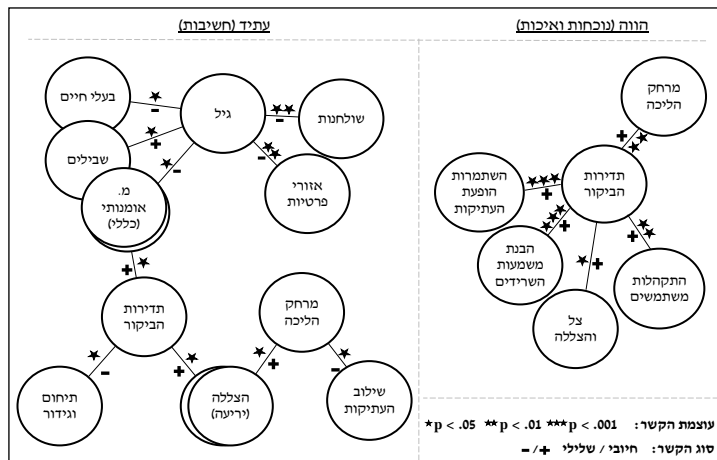 הווה (נוכחות ואיכות)
מרחק
הליכה
תדירות
הביקור
השתמרות
הופעת
העתיקות
הבנת
משמעות
השרידים
צל
והצללה
התקהלות
משתמשים
עתיד (חשיבות)
בעלי חיים
שבילים
מ.
אומנותי
(כללי)
גיל
שולחנות
אזורי
פרטיות
תדירות
הביקור
מרחק
הליכה
תיחום
וגידור
הצללה
(יריעה)
שילוב
העתיקות
עוצמת הקשר: ★p < .05 ★★p < .01 ★★★p < .001
סוג הקשר: חיובי / שלילי +/-